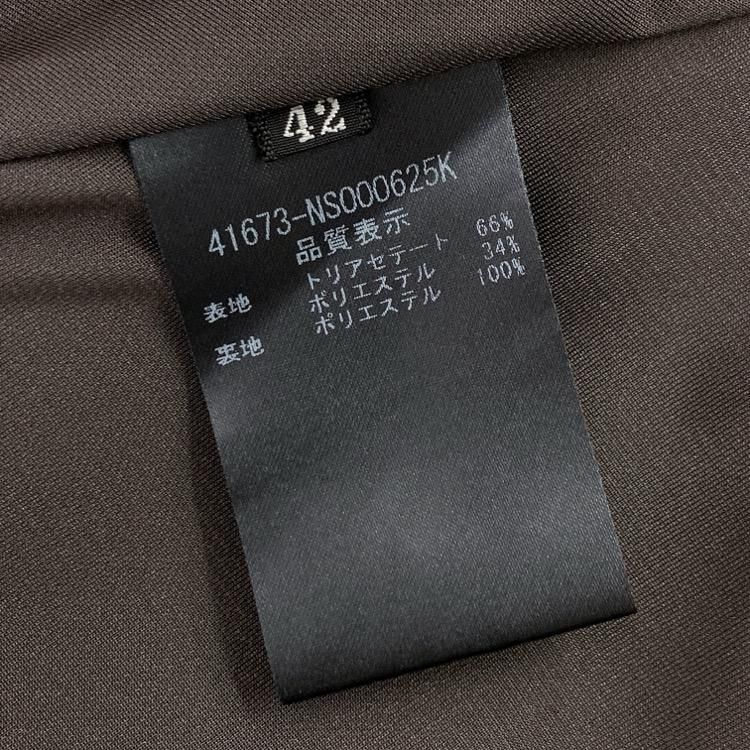 42
41673-NS000625K
品質表示
表地 トリアセテート 66%
ポリエステル 34%
裏地 ポリエステル 100%